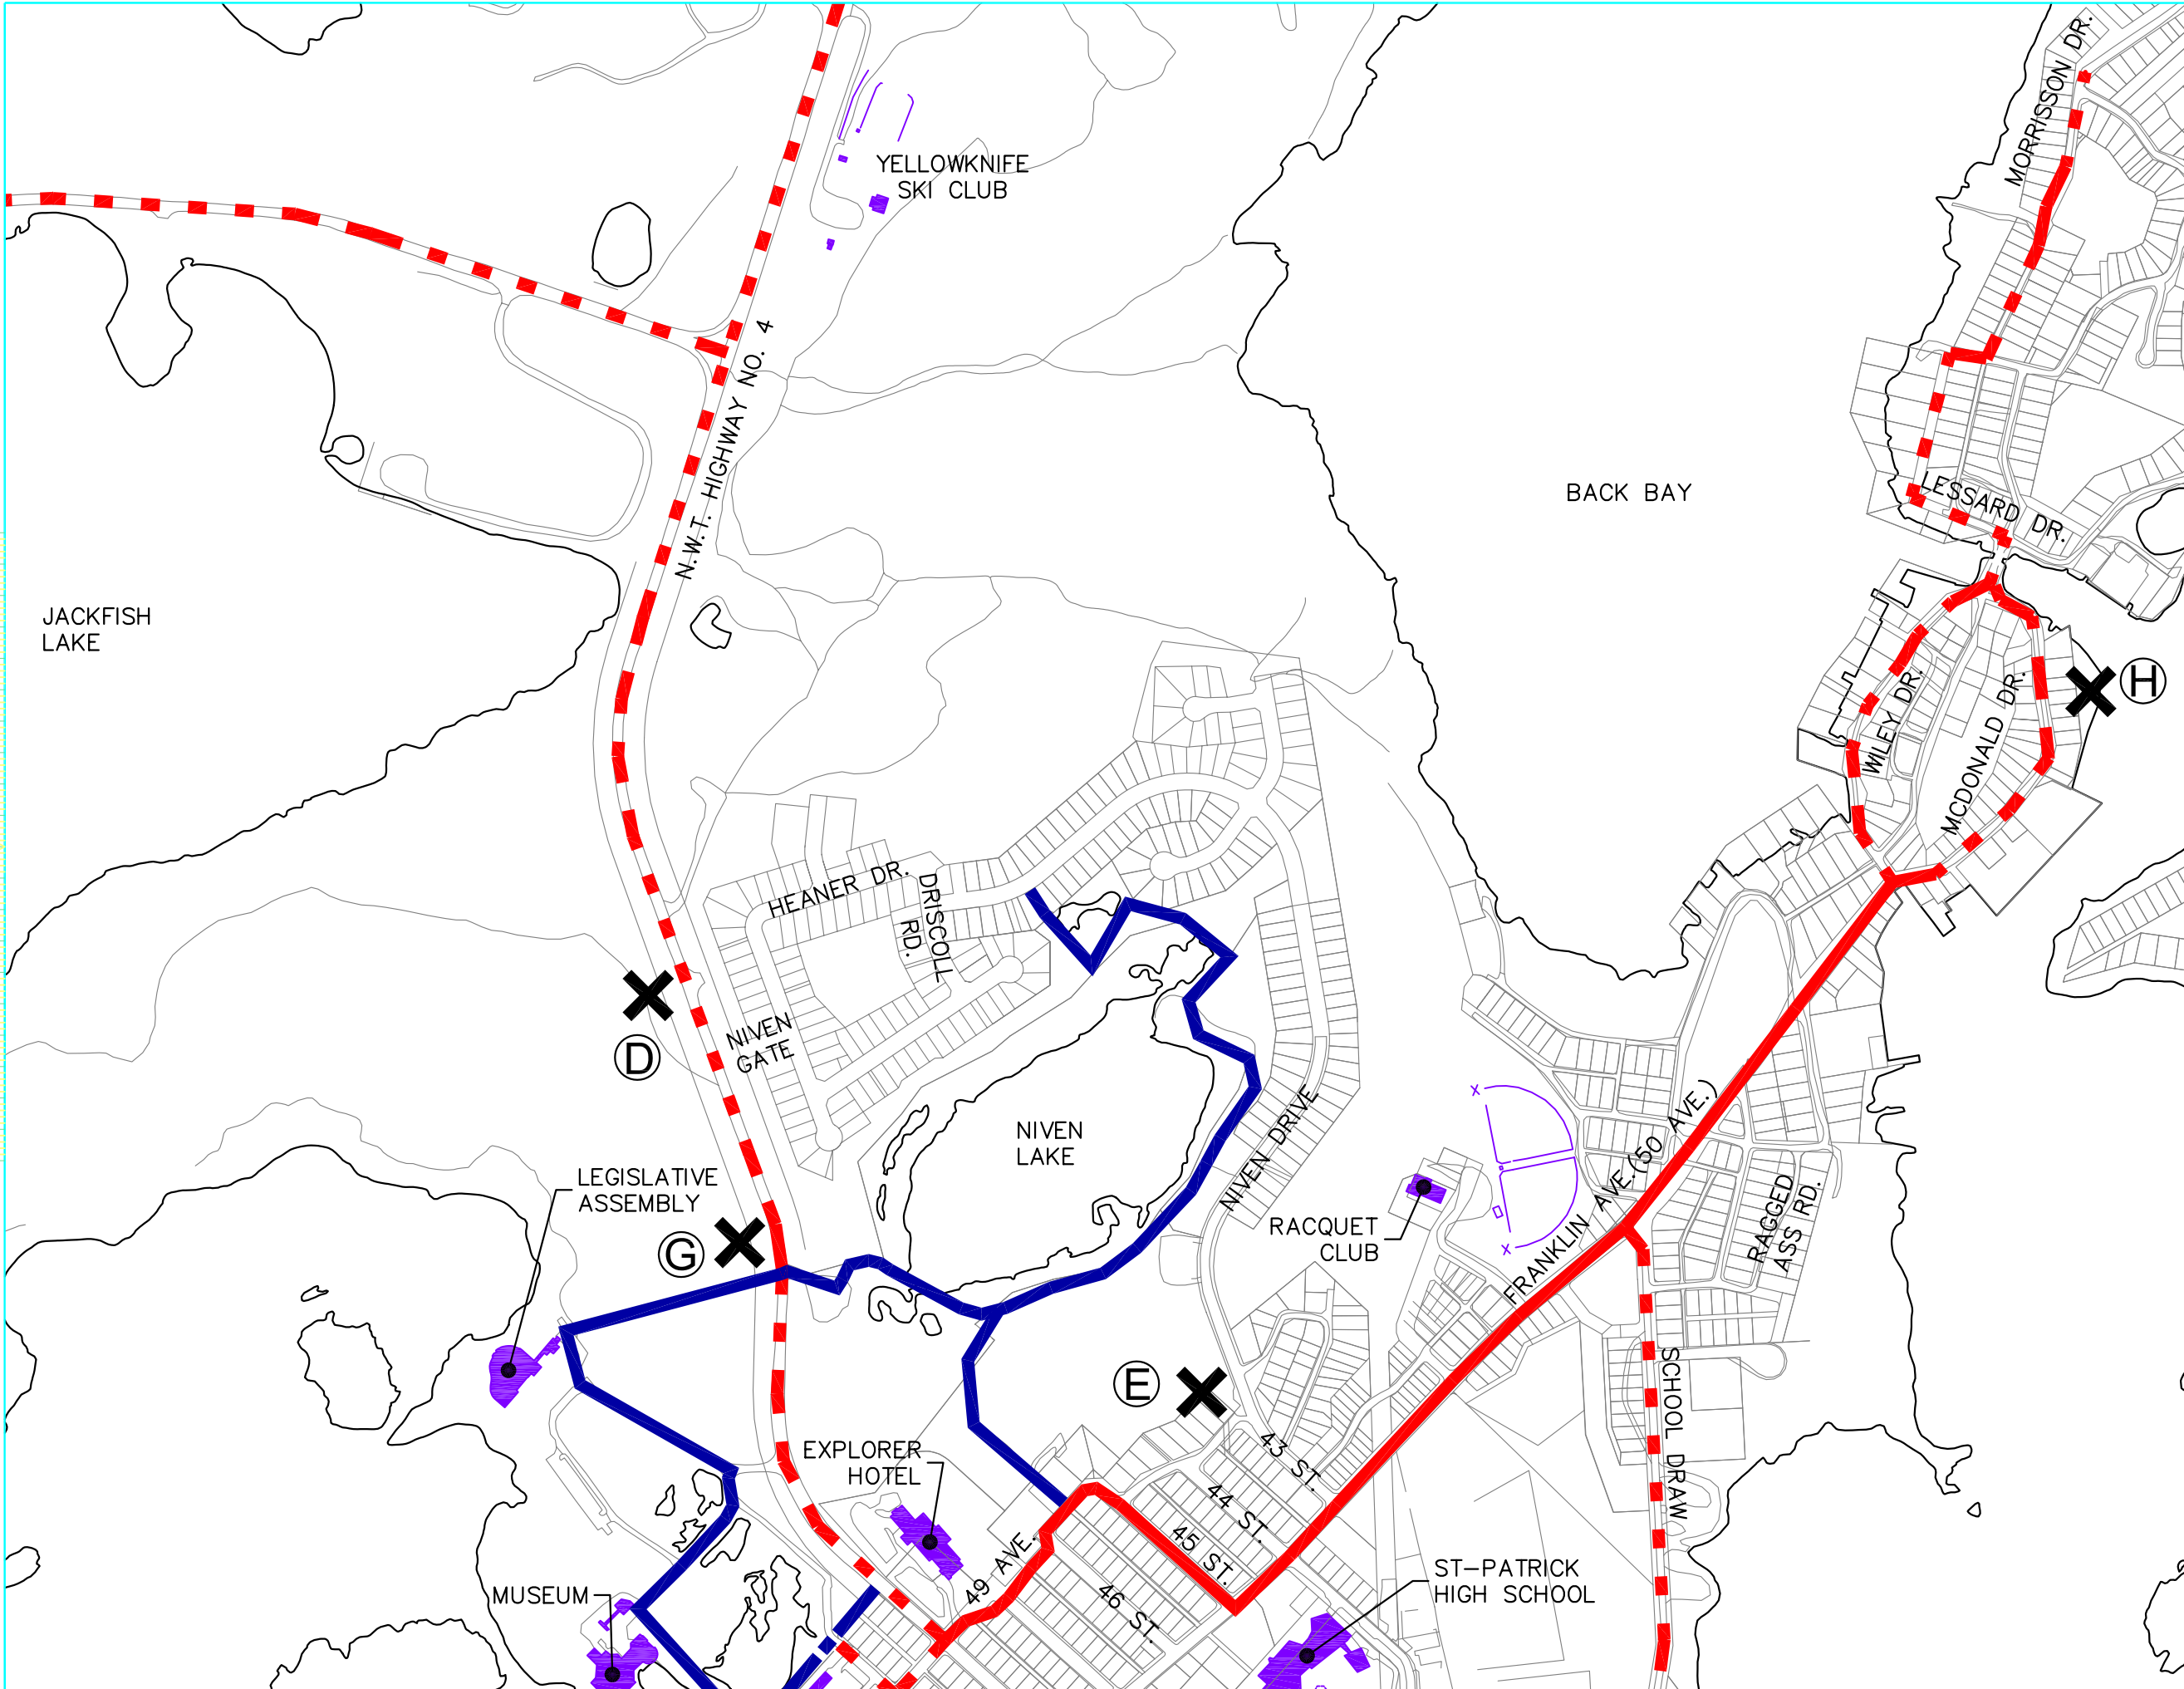 MORRISSON DR.
YELLOWKNIFE
SKI CLUB
N.W.T. HIGHWAY NO. 4
BACK BAY
LESSARD DR.
JACKFISH
LAKE
H
WILEY DR.
MCDONALD DR.
HEANER DR.
DRISCOLL
RD.
D
NIVEN
GATE
NIVEN
LAKE
NIVEN DRIVE
X
X
LEGISLATIVE
ASSEMBLY
G
RACQUET
CLUB
FRANKLIN AVE.(50 AVE.)
RAGGED
ASS RD.
E
SCHOOL DRAW
EXPLORER
HOTEL
43 ST.
44 ST.
45 ST.
46 ST.
49 AVE.
MUSEUM
ST-PATRICK
HIGH SCHOOL